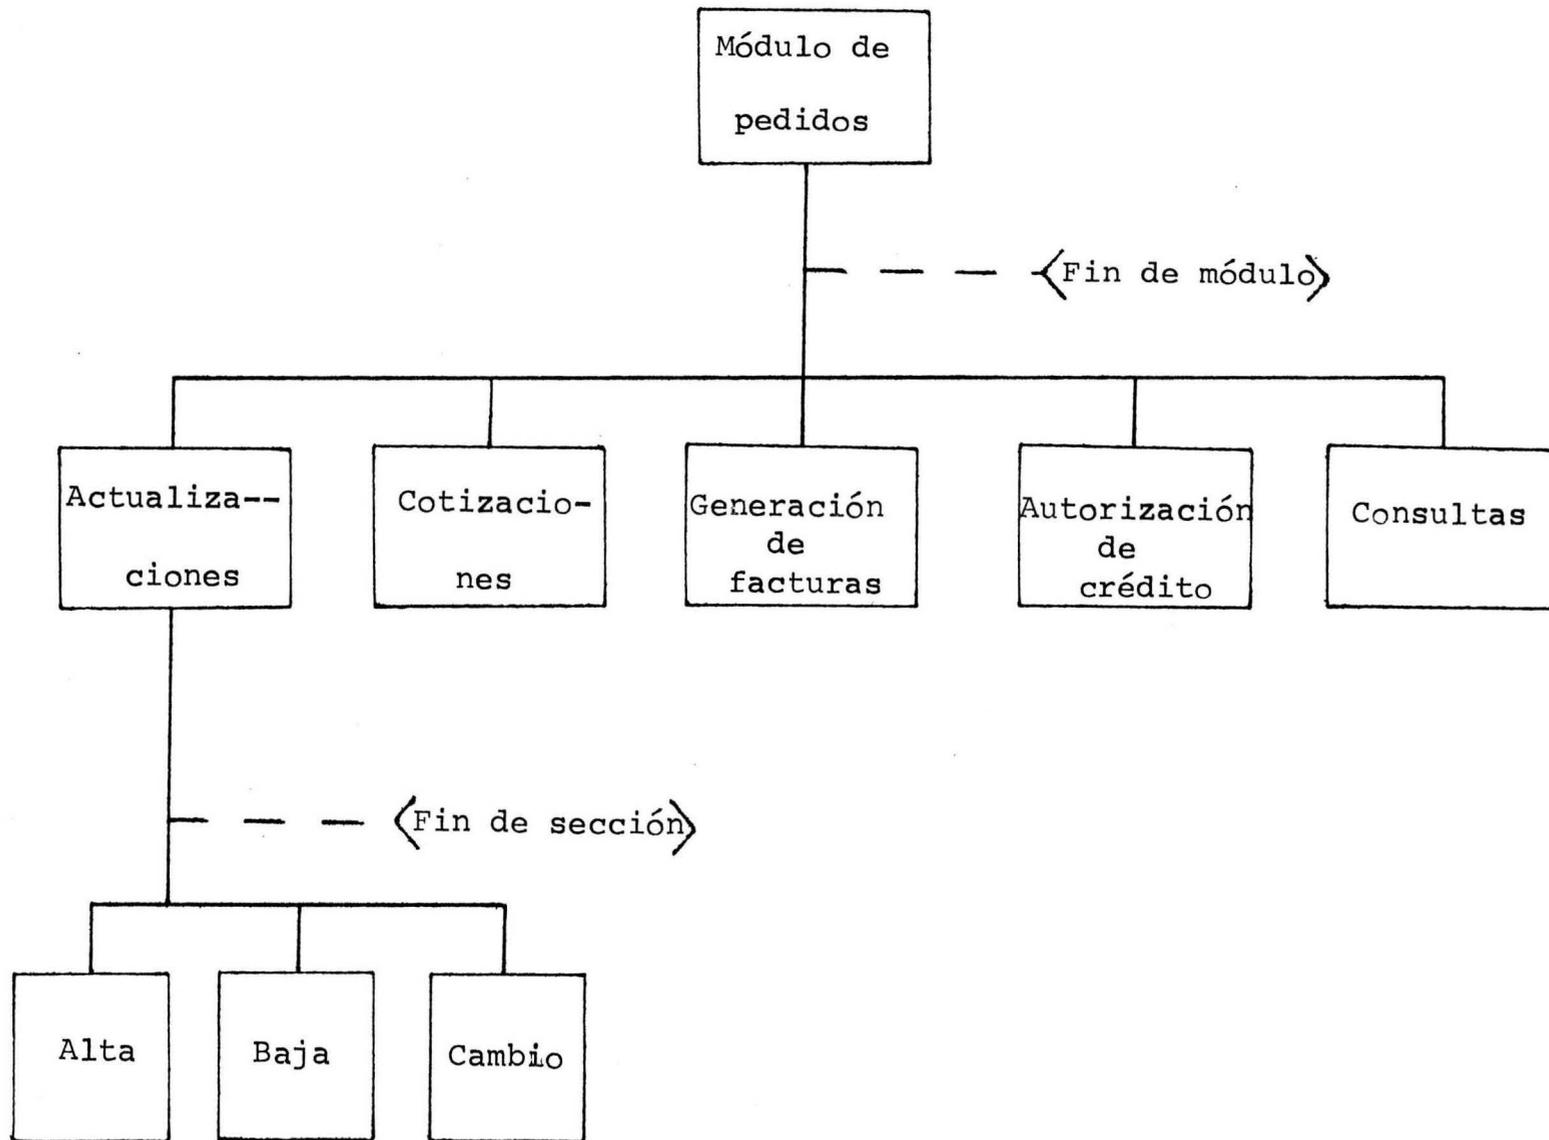 Módulo de
pedidos
<Fin de módulo>
Actualiza--
ciones
Cotizacio-
nes
Generación
de
facturas
Autorización
de
crédito
Consultas
<Fin de sección>
Alta
Baja
Cambio